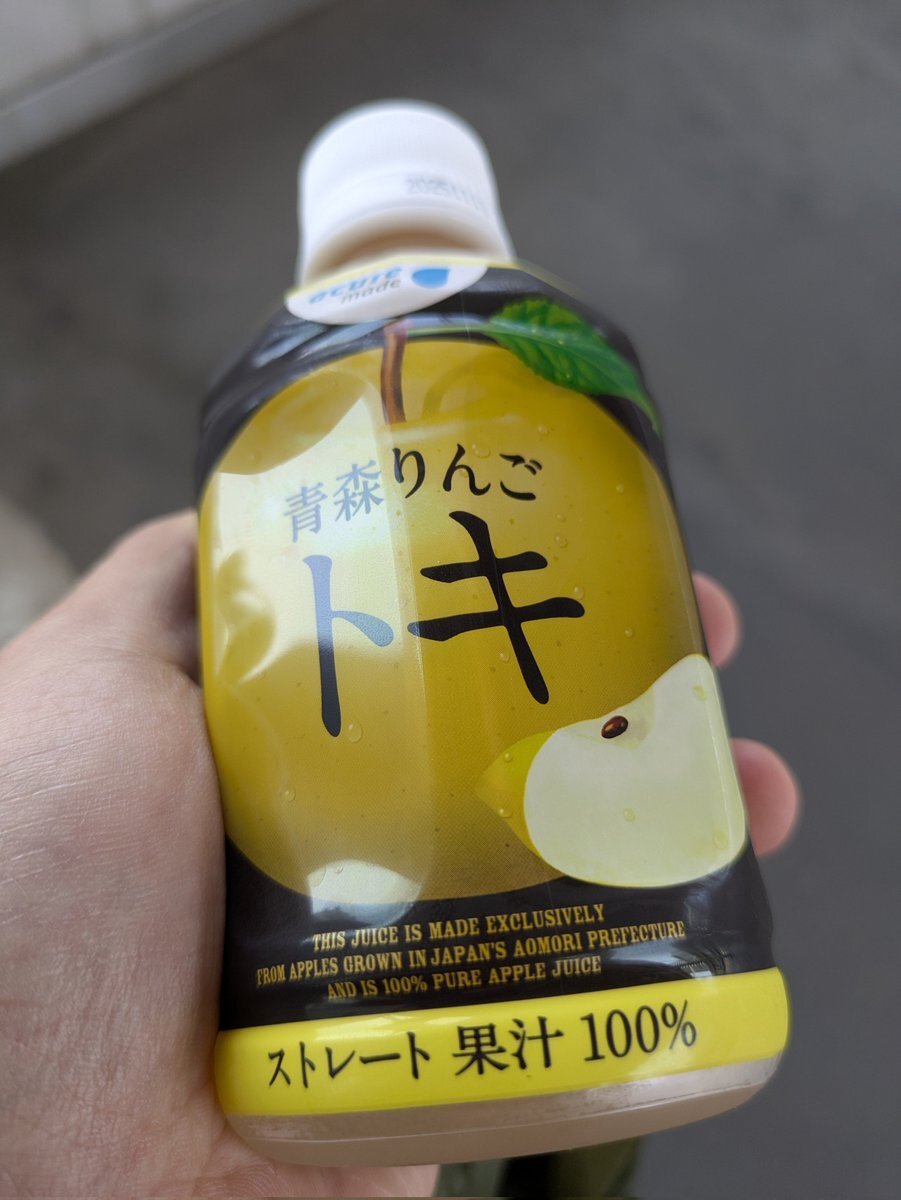 acure
made
青森りんご
トキ
THIS JUICE IS MADE EXCLUSIVELY
FROM APPLES GROWN IN JAPAN'S AOMORI PREFECTURE
AND IS 100% PURE APPLE JUICE
ストレート 果汁 100%